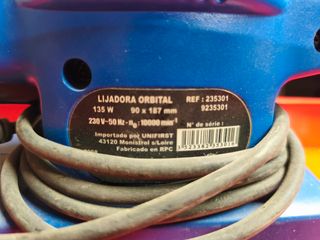 LIJADORA ORBITAL REF : 235301
135 W 90 x 187 mm 9235301
230 V~50 Hz - n0 : 10000 min-1
Nº de série :
Importado por UNIFIRST
43120 Monistrol s/Loire
Fabricado en RPC